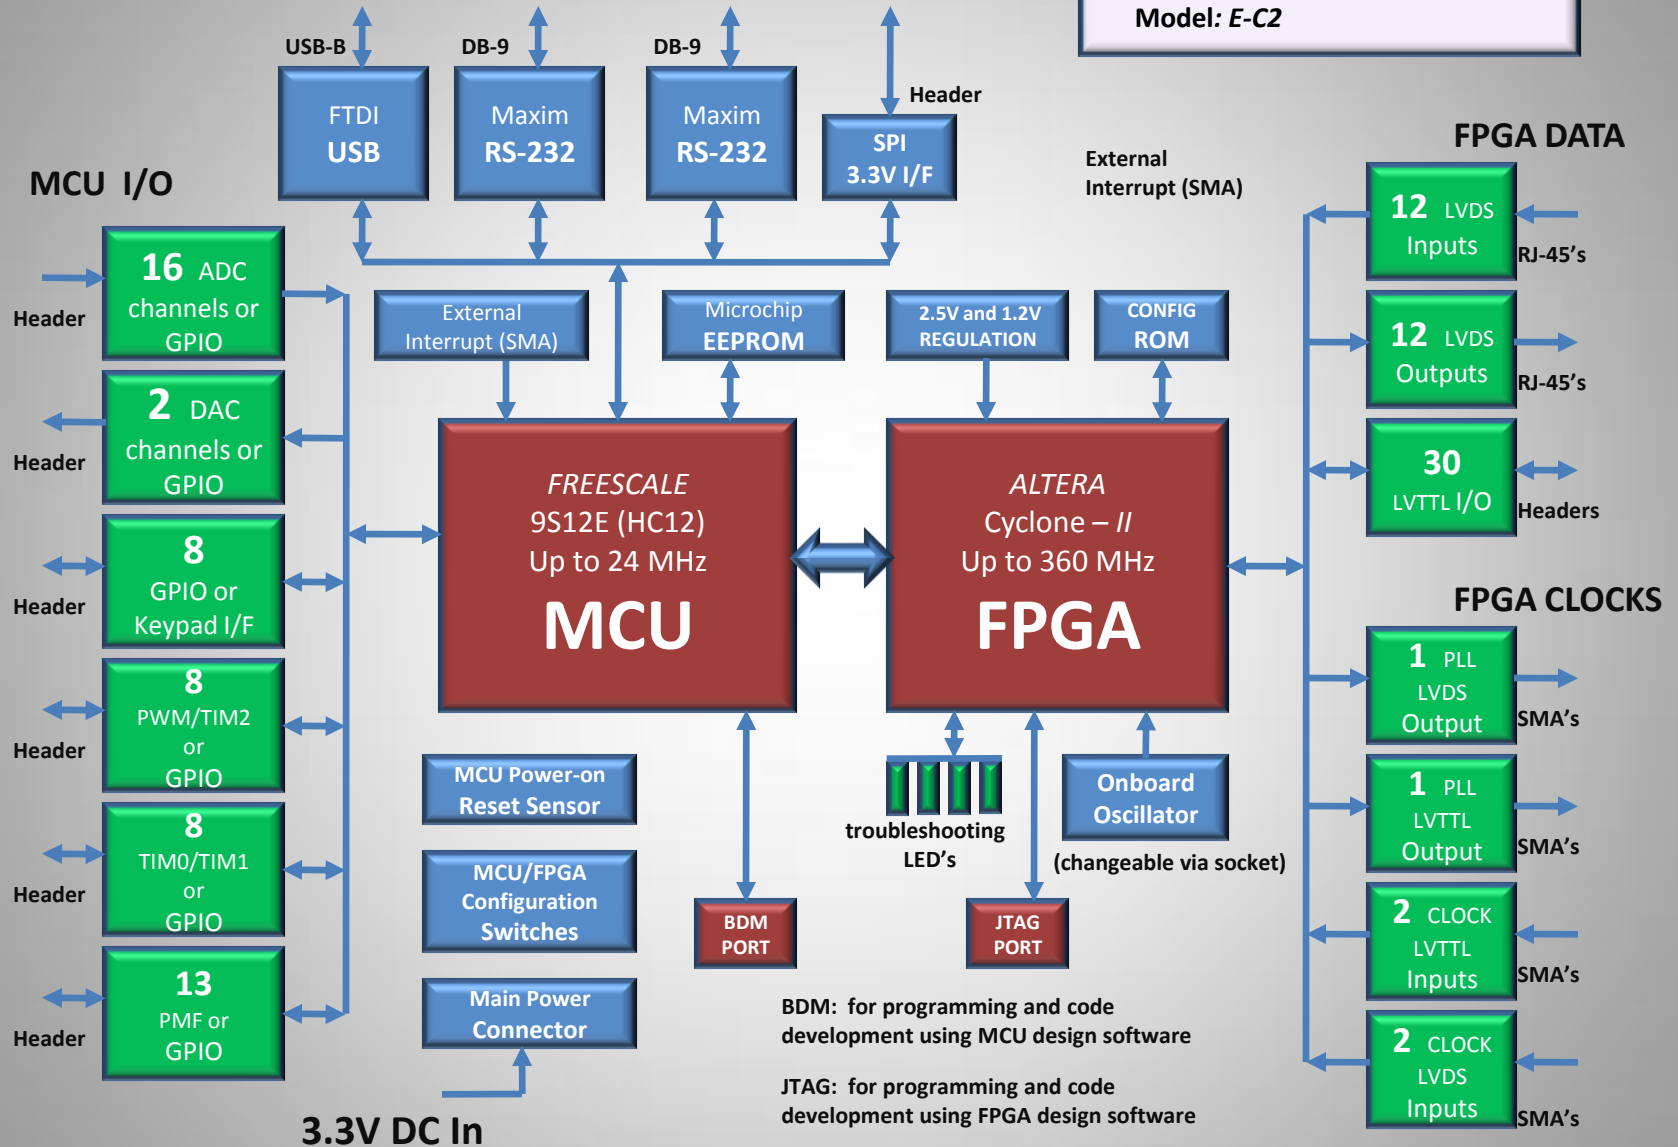 Model: E-C2
USB-B
DB-9
DB-9
Header
FTDI
USB
Maxim
RS-232
Maxim
RS-232
SPI
3.3V I/F
External
Interrupt (SMA)
MCU I/O
16 ADC
channels or
GPIO
Header
2 DAC
channels or
GPIO
Header
8
GPIO or
Keypad I/F
Header
8
PWM/TIM2
or
GPIO
Header
8
TIM0/TIM1
or
GPIO
Header
13
PMF or
GPIO
Header
External
Interrupt (SMA)
Microchip
EEPROM
2.5V and 1.2V
REGULATION
CONFIG
ROM
FREESCALE
9S12E (HC12)
Up to 24 MHz
MCU
ALTERA
Cyclone – II
Up to 360 MHz
FPGA
MCU Power-on
Reset Sensor
MCU/FPGA
Configuration
Switches
Main Power
Connector
3.3V DC In
BDM
PORT
troubleshooting
LED's
JTAG
PORT
Onboard
Oscillator
(changeable via socket)
BDM: for programming and code
development using MCU design software
JTAG: for programming and code
development using FPGA design software
FPGA DATA
12 LVDS
Inputs
RJ-45's
12 LVDS
Outputs
RJ-45's
30
LVTTL I/O
Headers
FPGA CLOCKS
1 PLL
LVDS
Output
SMA's
1 PLL
LVTTL
Output
SMA's
2 CLOCK
LVTTL
Inputs
SMA's
2 CLOCK
LVDS
Inputs
SMA's